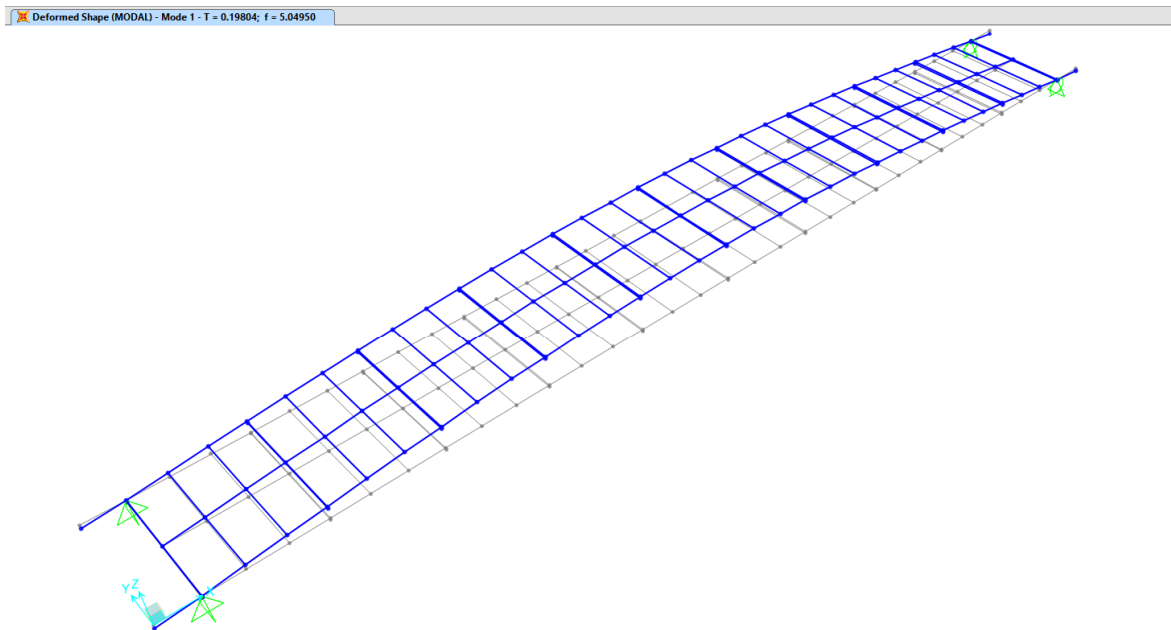 Deformed Shape (MODAL) - Mode 1 - T = 0.19804; f = 5.04950
Y Z
X